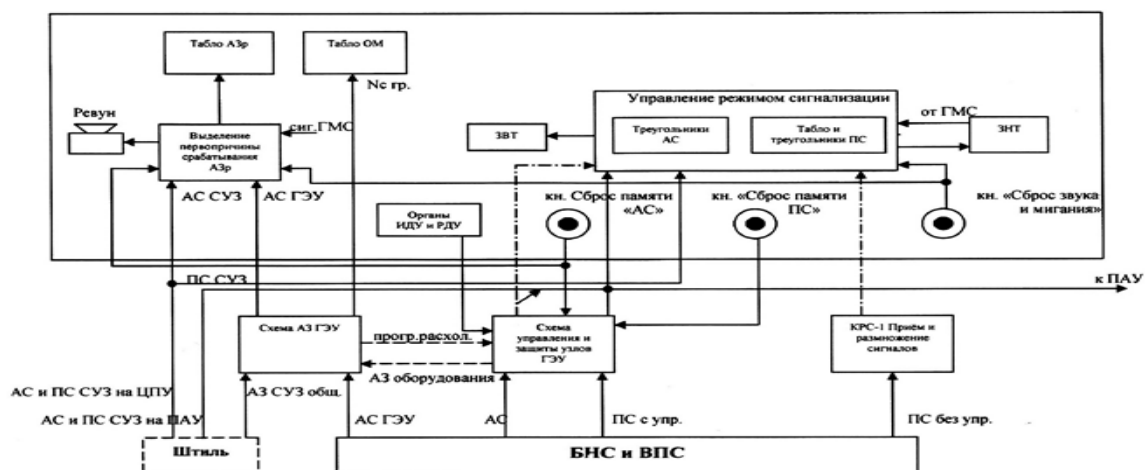 Табло АЗр
Табло ОМ
Nс гр.
Ревун
Выделение
первопричины
срабатывания
АЗр
сиг.ГМС
Управление режимом сигнализации
ЗВТ
Треугольники
АС
Табло и
треугольники ПС
от ГМС
ЗНТ
АС СУЗ
АС ГЭУ
Органы
ИДУ и РДУ
кн. Сброс памяти
«АС»
кн. «Сброс памяти
ПС»
кн. «Сброс звука
и мигания»
ПС СУЗ
к ПАУ
Схема АЗ ГЭУ
прогр.расхол.
Схема
управления и
защиты узлов
ГЭУ
КРС-1 Приём и
размножение
сигналов
АЗ оборудования
АС и ПС СУЗ на ЦПУ
АЗ СУЗ общ.
АС и ПС СУЗ на ПАУ
АС ГЭУ
АС
ПС с упр.
ПС без упр.
Штиль
БНС и ВПС